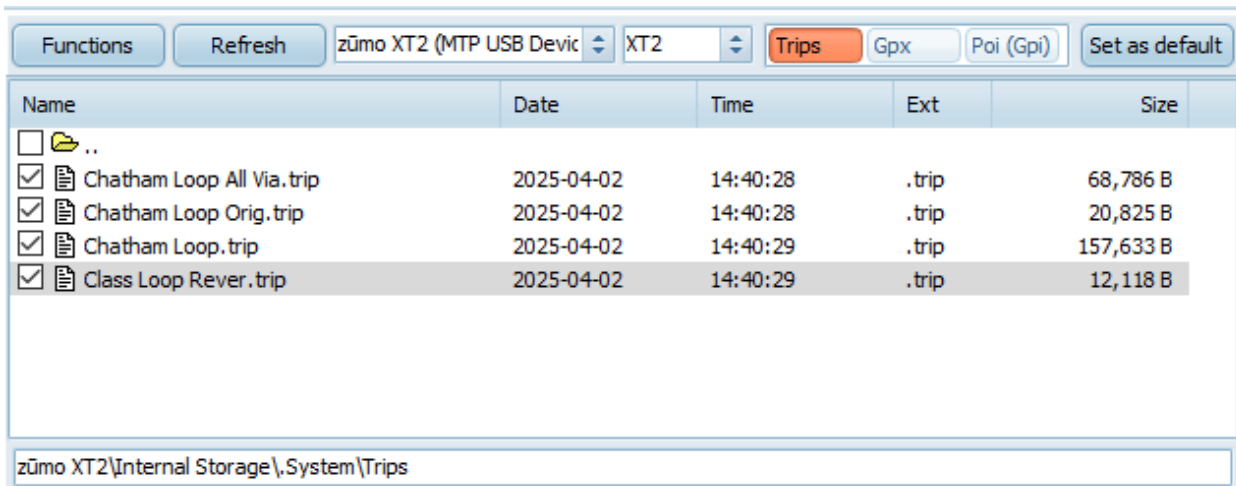 Functions Refresh zūmo XT2 (MTP USB Devic XT2 Trips Gpx Poi (Gpi) Set as default
Name Date Time Ext Size
..
Chatham Loop All Via.trip 2025-04-02 14:40:28 .trip 68,786 B
Chatham Loop Orig.trip 2025-04-02 14:40:28 .trip 20,825 B
Chatham Loop.trip 2025-04-02 14:40:29 .trip 157,633 B
Class Loop Rever.trip 2025-04-02 14:40:29 .trip 12,118 B
zūmo XT2\Internal Storage\.System\Trips